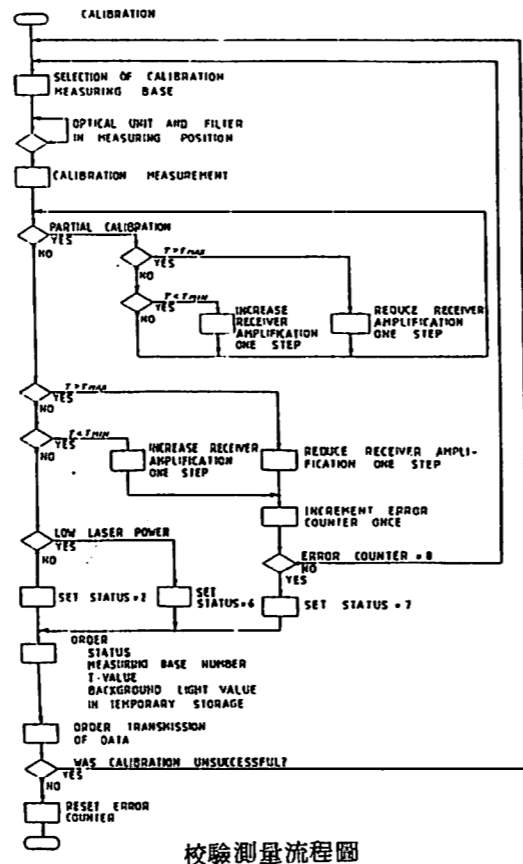 CALIBRATION
SELECTION OF CALIBRATION
MEASURING BASE
OPTICAL UNIT AND FILTER
IN MEASURING POSITION
CALIBRATION MEASUREMENT
PARTIAL CALIBRATION
YES
NO
T > T MAX
YES
NO
T < T MIN
YES
NO
INCREASE
RECEIVER
AMPLIFICATION
ONE STEP
REDUCE RECEIVER
AMPLIFICATION
ONE STEP
T > T MAX
YES
NO
T < T MIN
YES
NO
INCREASE RECEIVER
AMPLIFICATION
ONE STEP
REDUCE RECEIVER AMPLI-
FICATION ONE STEP
INCREMENT ERROR
COUNTER ONCE
LOW LASER POWER
YES
NO
ERROR COUNTER = 8
NO
YES
SET STATUS = 2
SET
STATUS = 6
SET STATUS = 7
ORDER
STATUS
MEASURING BASE NUMBER
T-VALUE
BACKGROUND LIGHT VALUE
IN TEMPORARY STORAGE
ORDER TRANSMISSION
OF DATA
WAS CALIBRATION UNSUCCESSFUL?
YES
NO
RESET ERROR
COUNTER
校驗測量流程圖